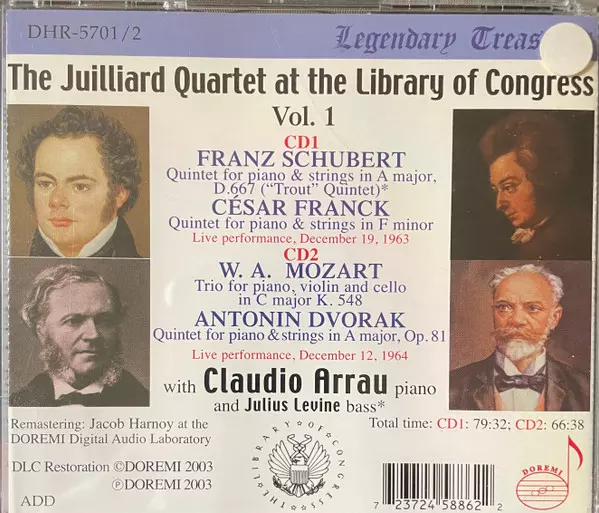 DHR-5701/2
Legendary Treas
The Juilliard Quartet at the Library of Congress
Vol. 1
CD1
FRANZ SCHUBERT
Quintet for piano & strings in A major,
D.667 ("Trout" Quintet)*
CÉSAR FRANCK
Quintet for piano & strings in F minor
Live performance, December 19, 1963
CD2
W. A. MOZART
Trio for piano, violin and cello
in C major K. 548
ANTONIN DVORAK
Quintet for piano & strings in A major, Op. 81
Live performance, December 12, 1964
with Claudio Arrau piano
and Julius Levine bass*
Remastering: Jacob Harnoy at the
DOREMI Digital Audio Laboratory
Total time: CD1: 79:32; CD2: 66:38
DLC Restoration ©DOREMI 2003
℗DOREMI 2003
ADD
THE LIBRARY OF CONGRESS
7 23724 58862 2
DOREMI